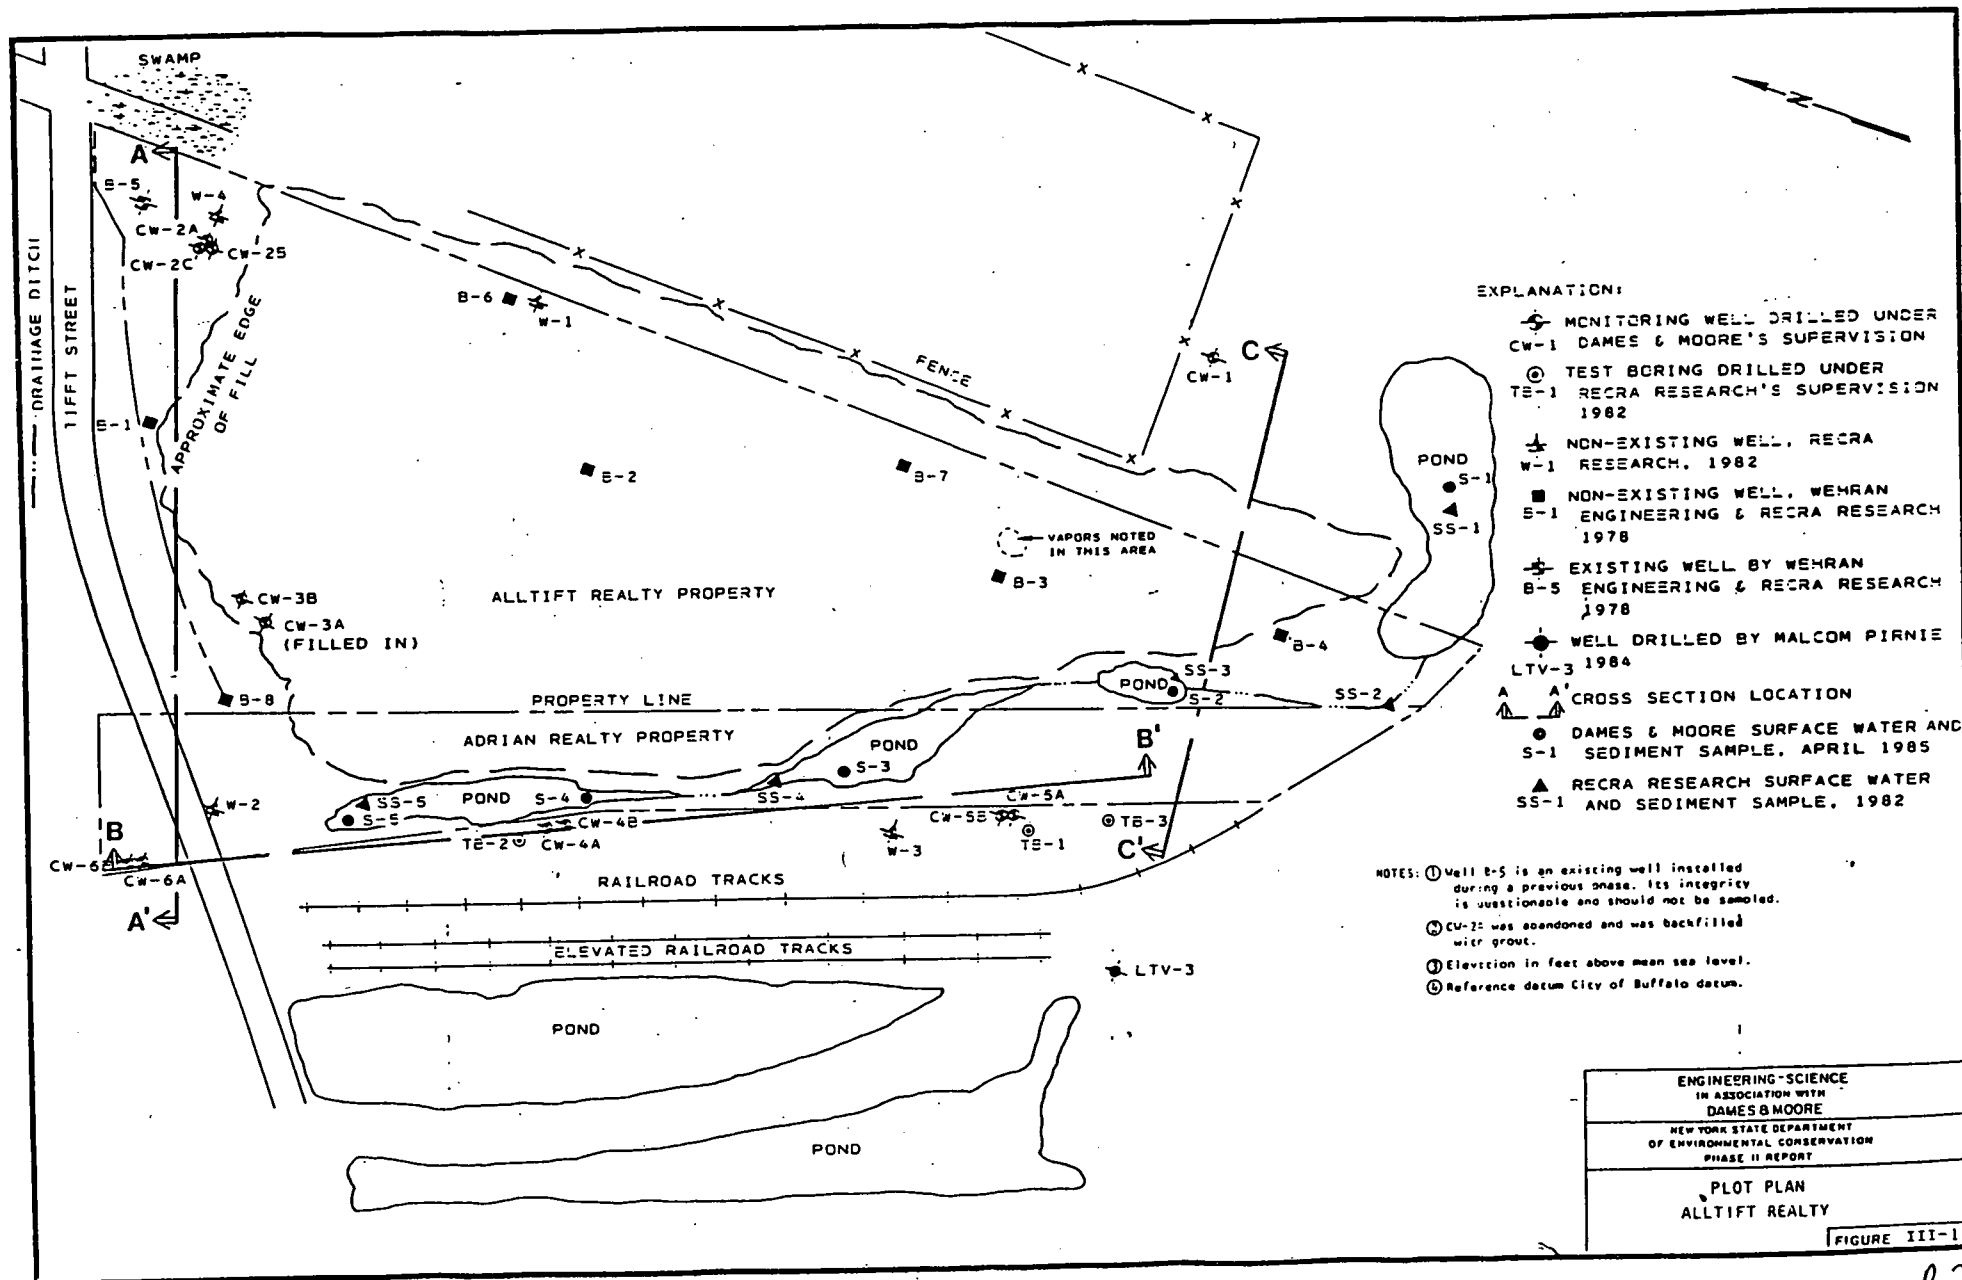 SWAMP
A
B-5
W-4
CW-2A
CW-2C
CW-25
DRAINAGE DITCH
TIFFT STREET
APPROXIMATE EDGE
OF FILL
B-6
W-1
FENCE
CW-1
C
N
B-1
B-2
B-7
VAPORS NOTED
IN THIS AREA
B-3
ALLTIFT REALTY PROPERTY
CW-3B
CW-3A
(FILLED IN)
B-4
B-8
PROPERTY LINE
ADRIAN REALTY PROPERTY
POND
SS-3
S-2
SS-2
POND
S-1
SS-1
POND
S-3
SS-4
B'
POND
SS-5
S-5
S-4
W-2
B
CW-6A
A'
TB-2
CW-4B
CW-4A
W-3
CW-5B
CW-5A
TB-1
TB-3
C'
RAILROAD TRACKS
ELEVATED RAILROAD TRACKS
LTV-3
POND
POND
EXPLANATION:
MONITORING WELL DRILLED UNDER
CW-1 DAMES & MOORE'S SUPERVISION
TEST BORING DRILLED UNDER
TB-1 RECRA RESEARCH'S SUPERVISION
1982
NON-EXISTING WELL, RECRA
W-1 RESEARCH, 1982
NON-EXISTING WELL, WEHRAN
B-1 ENGINEERING & RECRA RESEARCH
1978
EXISTING WELL BY WEHRAN
B-5 ENGINEERING & RECRA RESEARCH
1978
WELL DRILLED BY MALCOM PIRNIE
LTV-3 1984
A A' CROSS SECTION LOCATION
DAMES & MOORE SURFACE WATER AND
S-1 SEDIMENT SAMPLE, APRIL 1985
RECRA RESEARCH SURFACE WATER
SS-1 AND SEDIMENT SAMPLE, 1982
NOTES: ① Well B-5 is an existing well installed
during a previous phase. Its integrity
is questionable and should not be sampled.
② was abandoned and was backfilled
with grout.
③ Elevation in feet above mean sea level.
④ Reference datum City of Buffalo datum.
ENGINEERING-SCIENCE
IN ASSOCIATION WITH
DAMES & MOORE
NEW YORK STATE DEPARTMENT
OF ENVIRONMENTAL CONSERVATION
PHASE II REPORT
PLOT PLAN
ALLTIFT REALTY
FIGURE III-1